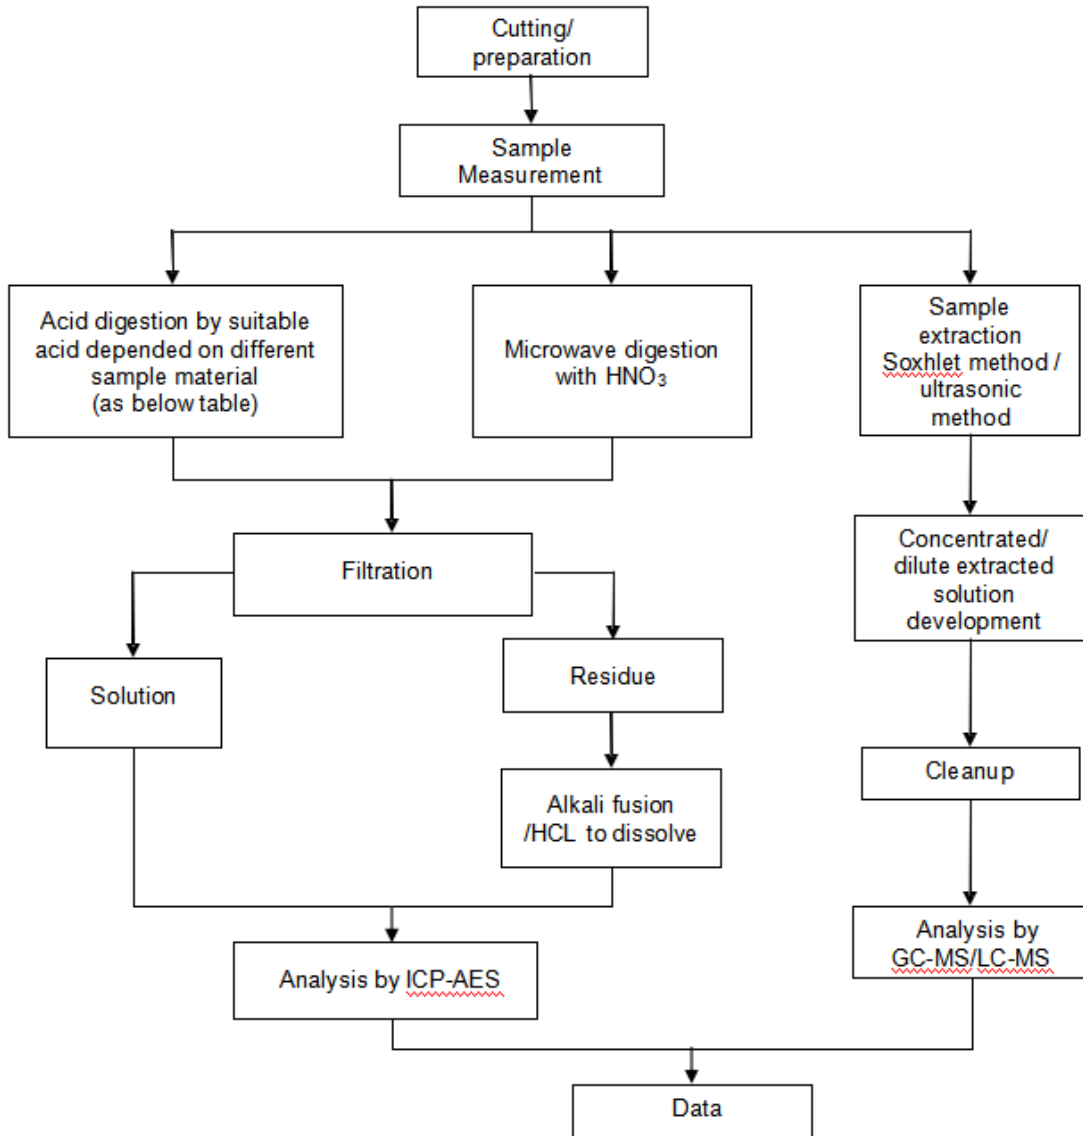 Cutting/
preparation
Sample
Measurement
Acid digestion by suitable
acid depended on different
sample material
(as below table)
Microwave digestion
with HNO₃
Sample
extraction
Soxhlet method /
ultrasonic
method
Filtration
Concentrated/
dilute extracted
solution
development
Solution
Residue
Cleanup
Alkali fusion
/HCL to dissolve
Analysis by ICP-AES
Analysis by
GC-MS/LC-MS
Data